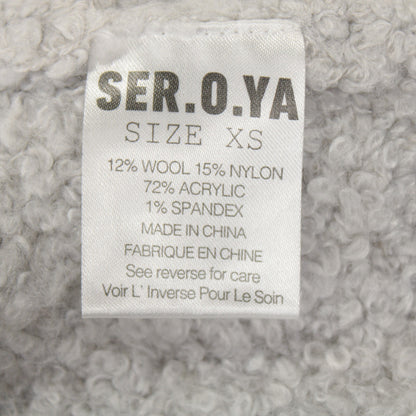 SER.O.YA
SIZE XS
12% WOOL 15% NYLON
72% ACRYLIC
1% SPANDEX
MADE IN CHINA
FABRIQUE EN CHINE
See reverse for care
Voir L' Inverse Pour Le Soin